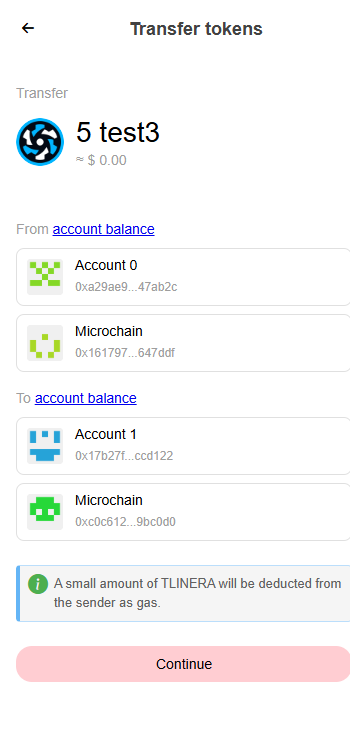 Transfer tokens
Transfer
5 test3
≈ $ 0.00
From account balance
Account 0
0xa29ae9...47ab2c
Microchain
0x161797...647ddf
To account balance
Account 1
0x17b27f...ccd122
Microchain
0xc0c612...9bc0d0
A small amount of TLINERA will be deducted from
the sender as gas.
Continue